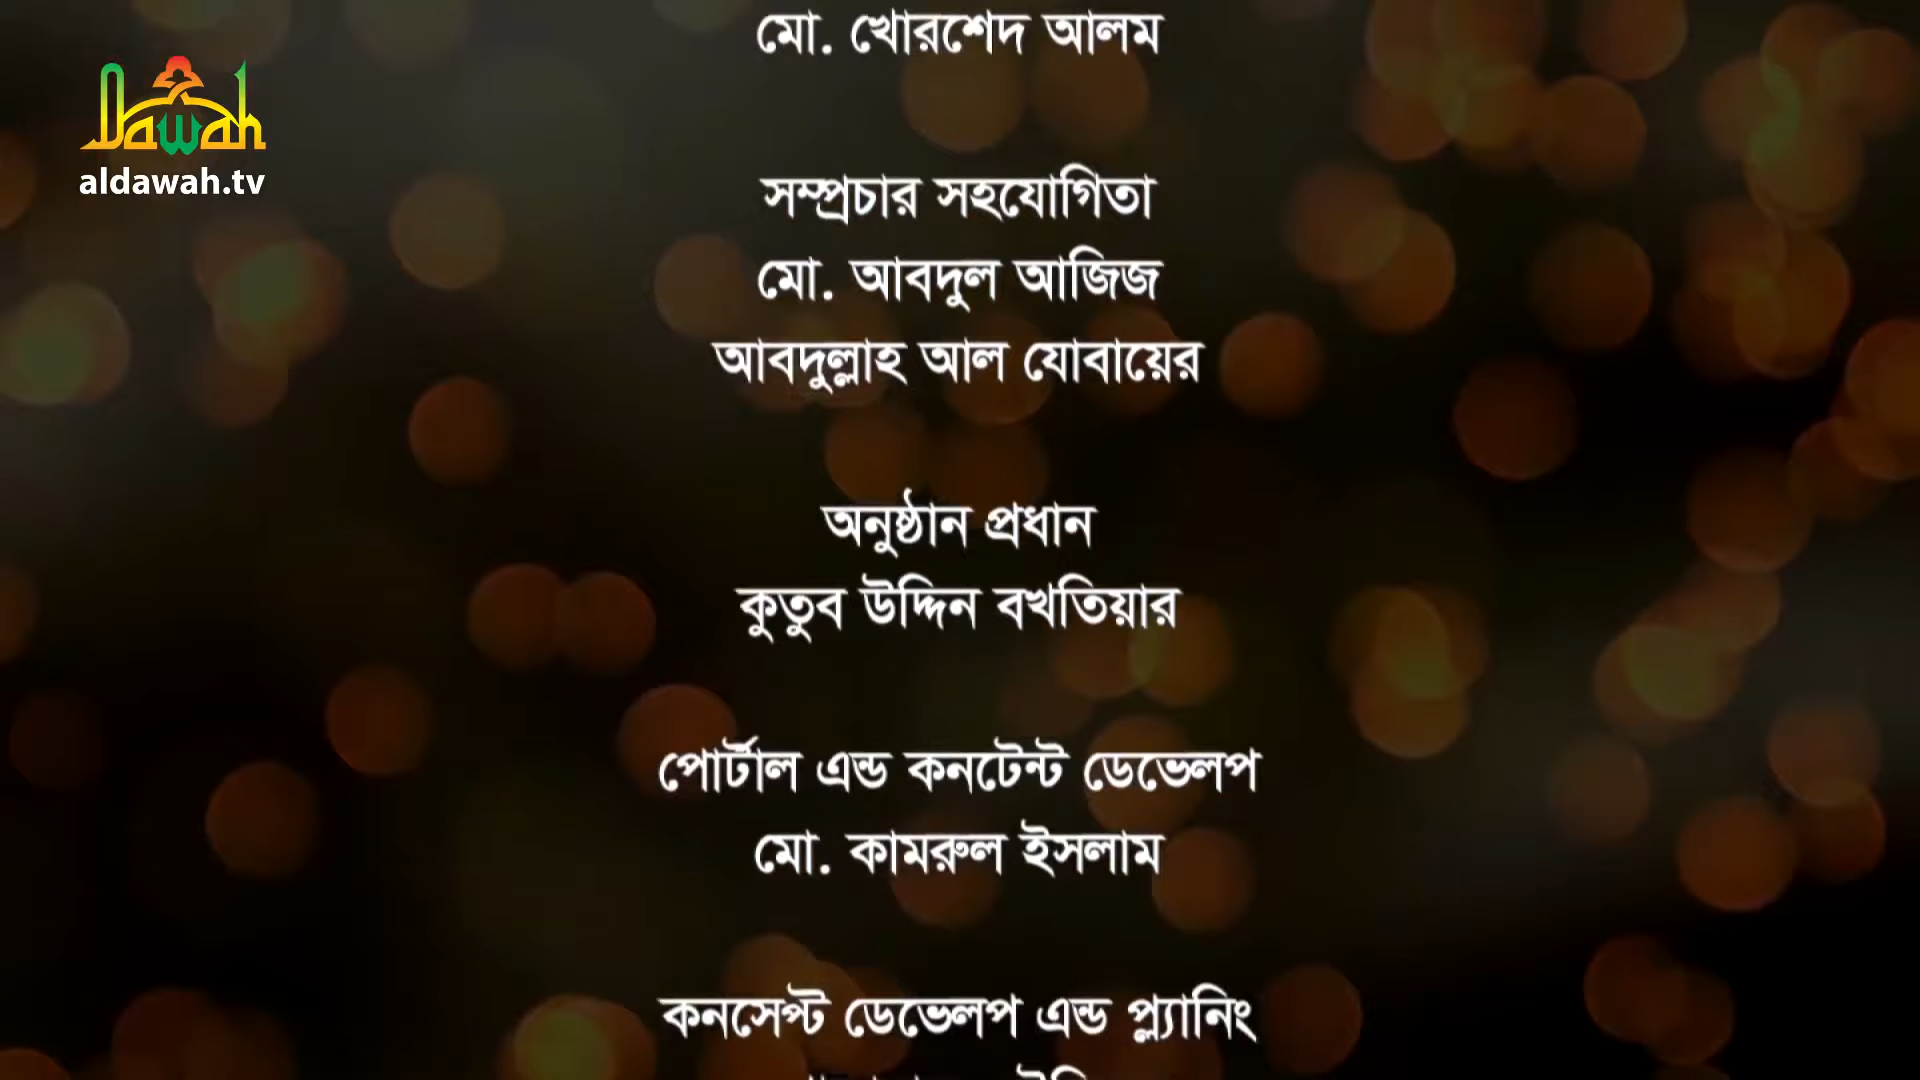 মো. খোরশেদ আলম
Dawah
aldawah.tv
সম্প্রচার সহযোগিতা
মো. আবদুল আজিজ
আবদুল্লাহ আল যোবায়ের
অনুষ্ঠান প্রধান
কুতুব উদ্দিন বখতিয়ার
পোর্টাল এন্ড কনটেন্ট ডেভেলপ
মো. কামরুল ইসলাম
কনসেপ্ট ডেভেলপ এন্ড প্ল্যানিং